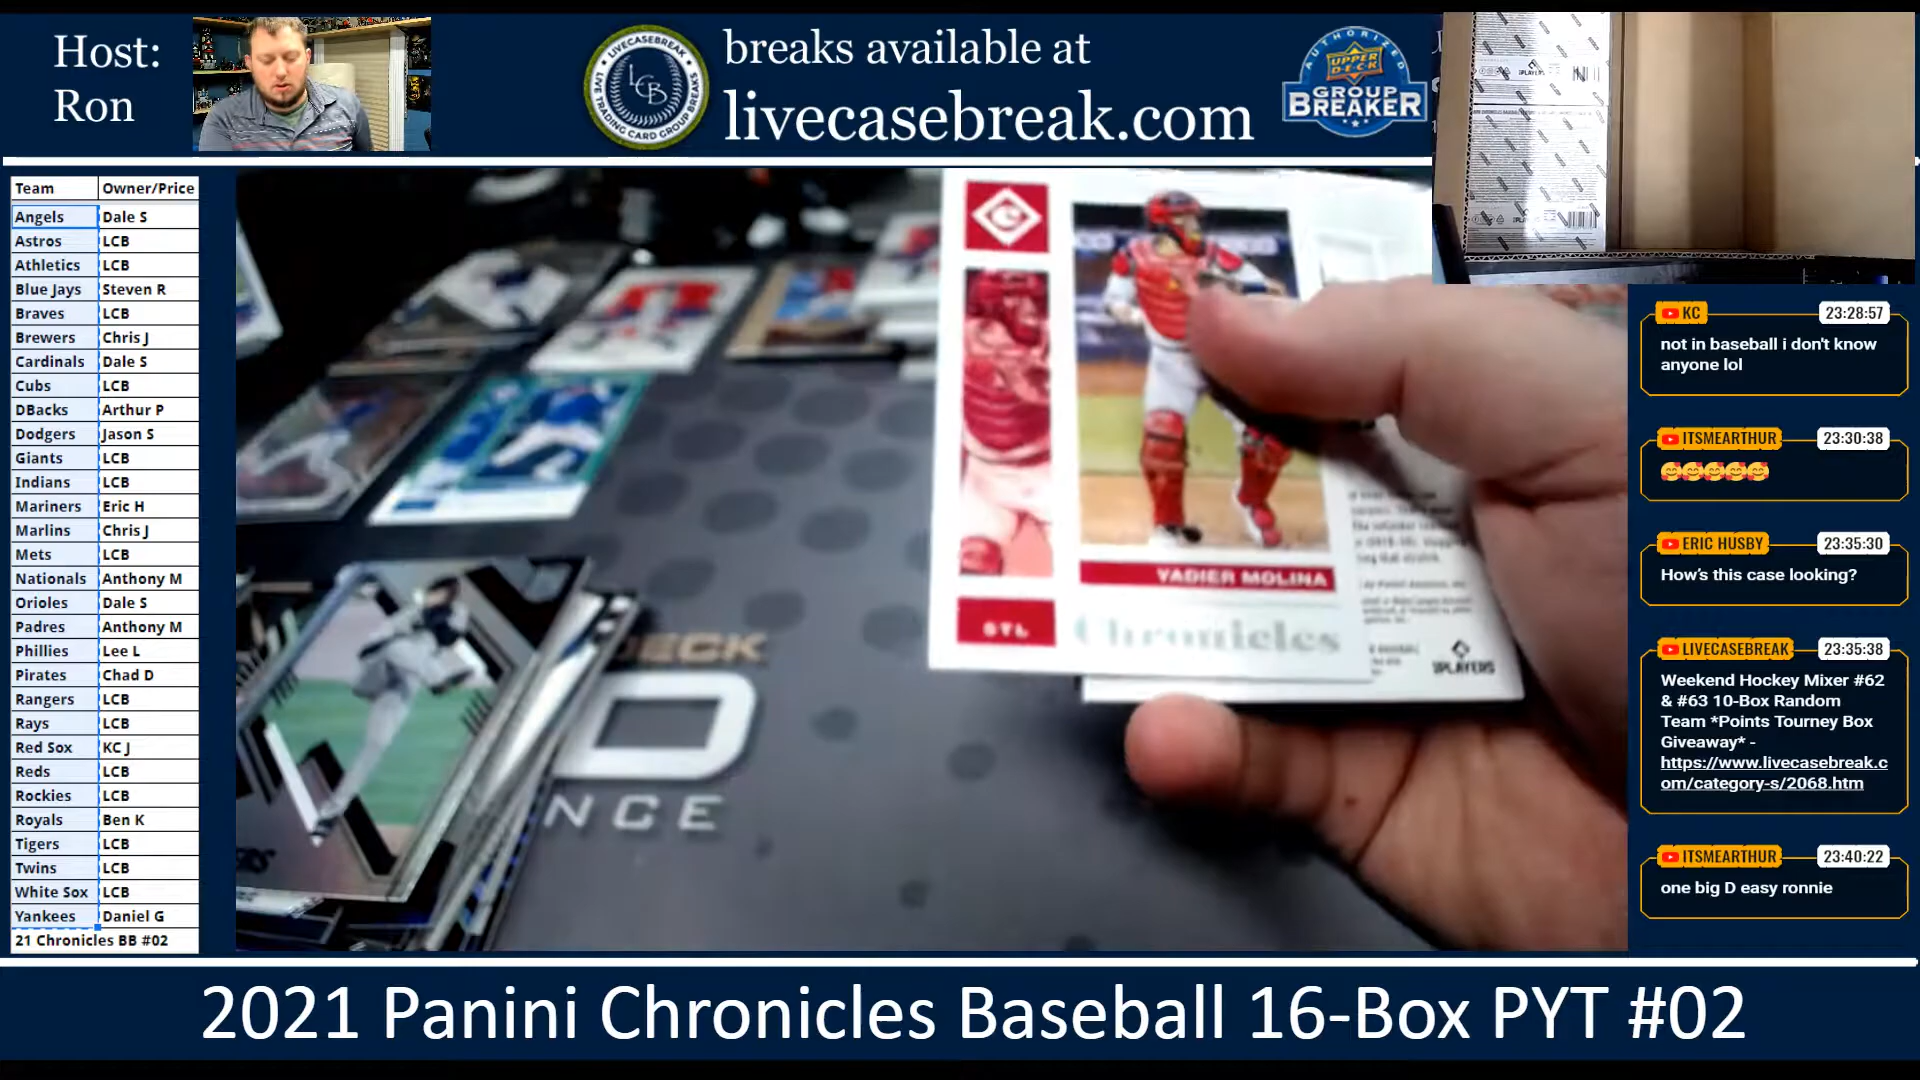 Host:
Ron
LIVECASEBREAK
LCB
LIVE TRADING CARD GROUP BREAKS
breaks available at
livecasebreak.com
AUTHORIZED
UPPER DECK
GROUP
BREAKER
Team Owner/Price
Angels Dale S
Astros LCB
Athletics LCB
Blue Jays Steven R
Braves LCB
Brewers Chris J
Cardinals Dale S
Cubs LCB
DBacks Arthur P
Dodgers Jason S
Giants LCB
Indians LCB
Mariners Eric H
Marlins Chris J
Mets LCB
Nationals Anthony M
Orioles Dale S
Padres Anthony M
Phillies Lee L
Pirates Chad D
Rangers LCB
Rays LCB
Red Sox KC J
Reds LCB
Rockies LCB
Royals Ben K
Tigers LCB
Twins LCB
White Sox LCB
Yankees Daniel G
21 Chronicles BB #02
C
YADIER MOLINA
STL
Chronicles
PLAYERS
DECK
D
NCE
KC 23:28:57
not in baseball i don't know
anyone lol
ITSMEARTHUR 23:30:38
🥰🥰🥰🥰🥰
ERIC HUSBY 23:35:30
How's this case looking?
LIVECASEBREAK 23:35:38
Weekend Hockey Mixer #62
& #63 10-Box Random
Team *Points Tourney Box
Giveaway* -
https://www.livecasebreak.c
om/category-s/2068.htm
ITSMEARTHUR 23:40:22
one big D easy ronnie
2021 Panini Chronicles Baseball 16-Box PYT #02